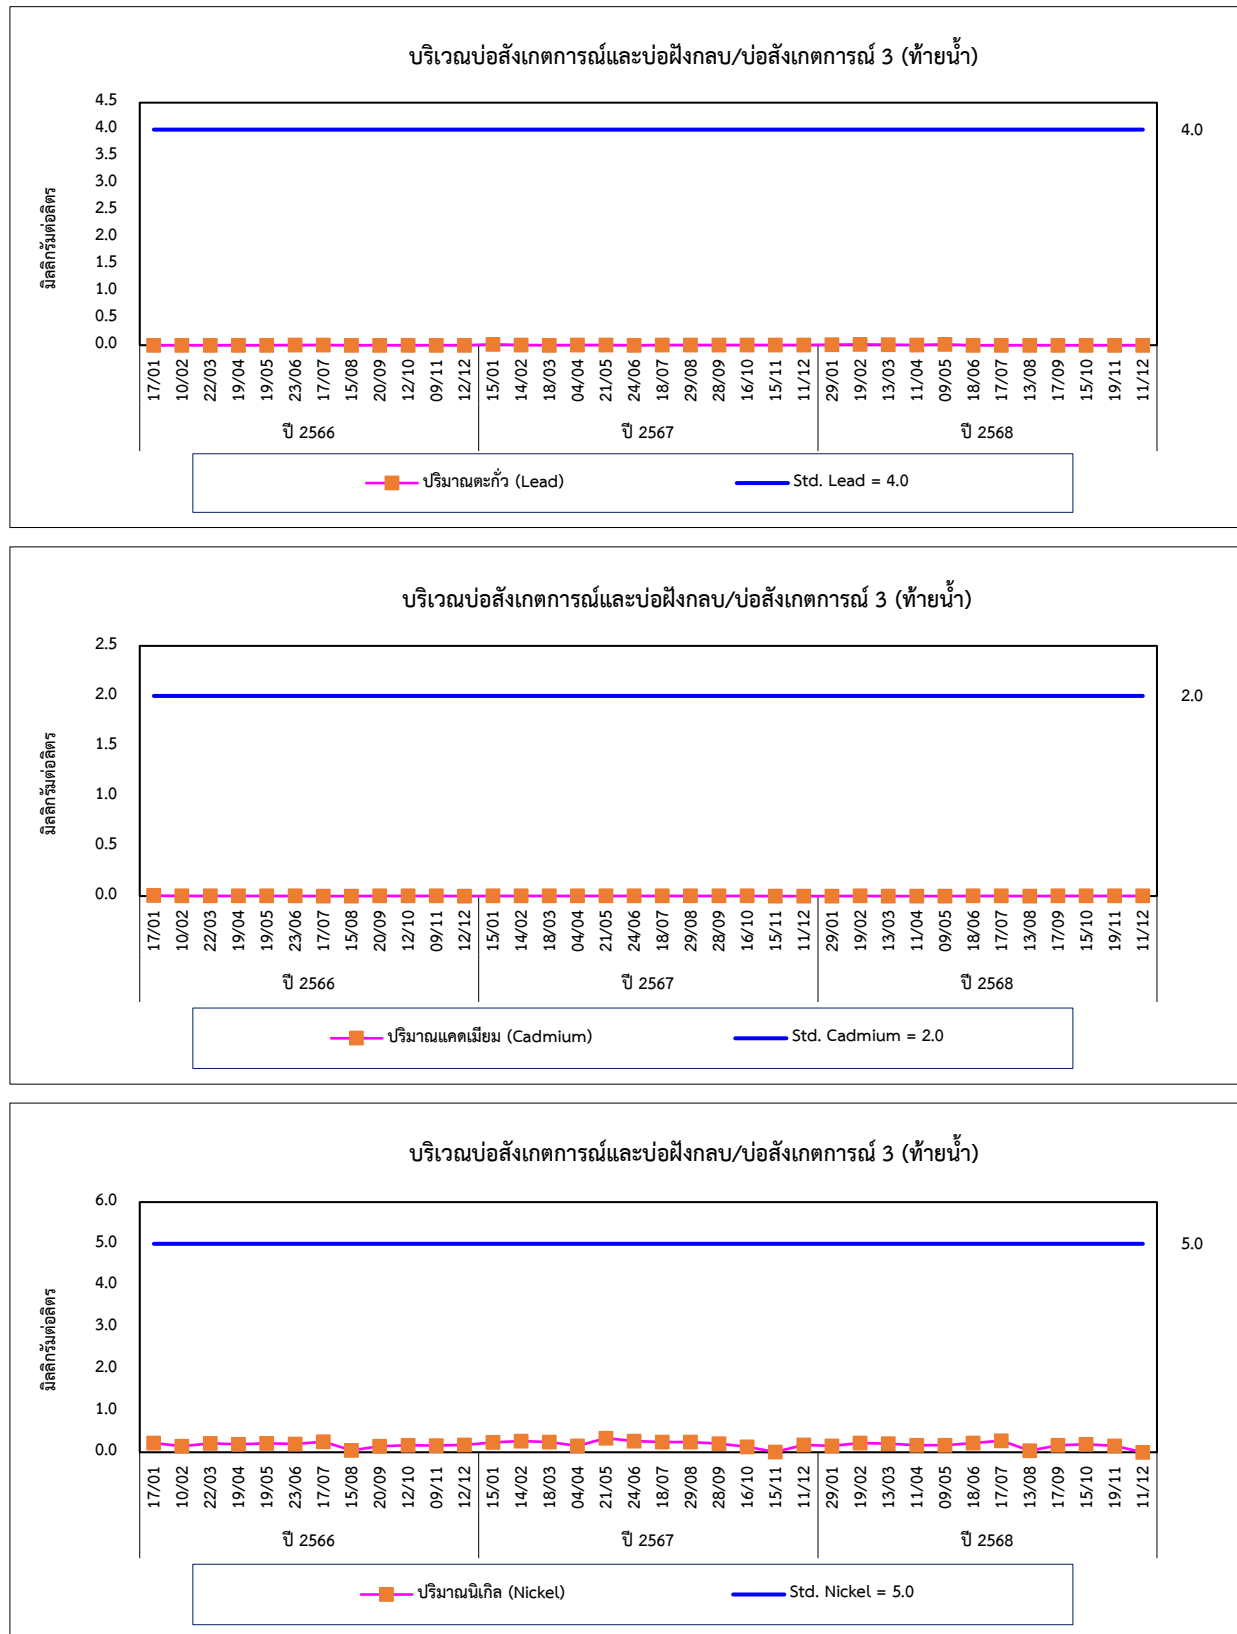 บริเวณบ่อสังเกตการณ์และบ่อฝังกลบ/บ่อสังเกตการณ์ 3 (ท้ายน้ำ)
มิลลิกรัมต่อลิตร
4.5
4.0
3.5
3.0
2.5
2.0
1.5
1.0
0.5
0.0
4.0
17/01 10/02 22/03 19/04 19/05 23/06 17/07 15/08 20/09 12/10 09/11 12/12 15/01 14/02 18/03 04/04 21/05 24/06 18/07 29/08 28/09 16/10 15/11 11/12 29/01 19/02 13/03 11/04 09/05 18/06 17/07 13/08 17/09 15/10 19/11 11/12
ปี 2566 ปี 2567 ปี 2568
ปริมาณตะกั่ว (Lead) Std. Lead = 4.0
บริเวณบ่อสังเกตการณ์และบ่อฝังกลบ/บ่อสังเกตการณ์ 3 (ท้ายน้ำ)
มิลลิกรัมต่อลิตร
2.5
2.0
1.5
1.0
0.5
0.0
2.0
17/01 10/02 22/03 19/04 19/05 23/06 17/07 15/08 20/09 12/10 09/11 12/12 15/01 14/02 18/03 04/04 21/05 24/06 18/07 29/08 28/09 16/10 15/11 11/12 29/01 19/02 13/03 11/04 09/05 18/06 17/07 13/08 17/09 15/10 19/11 11/12
ปี 2566 ปี 2567 ปี 2568
ปริมาณแคดเมียม (Cadmium) Std. Cadmium = 2.0
บริเวณบ่อสังเกตการณ์และบ่อฝังกลบ/บ่อสังเกตการณ์ 3 (ท้ายน้ำ)
มิลลิกรัมต่อลิตร
6.0
5.0
4.0
3.0
2.0
1.0
0.0
5.0
17/01 10/02 22/03 19/04 19/05 23/06 17/07 15/08 20/09 12/10 09/11 12/12 15/01 14/02 18/03 04/04 21/05 24/06 18/07 29/08 28/09 16/10 15/11 11/12 29/01 19/02 13/03 11/04 09/05 18/06 17/07 13/08 17/09 15/10 19/11 11/12
ปี 2566 ปี 2567 ปี 2568
ปริมาณนิเกิล (Nickel) Std. Nickel = 5.0